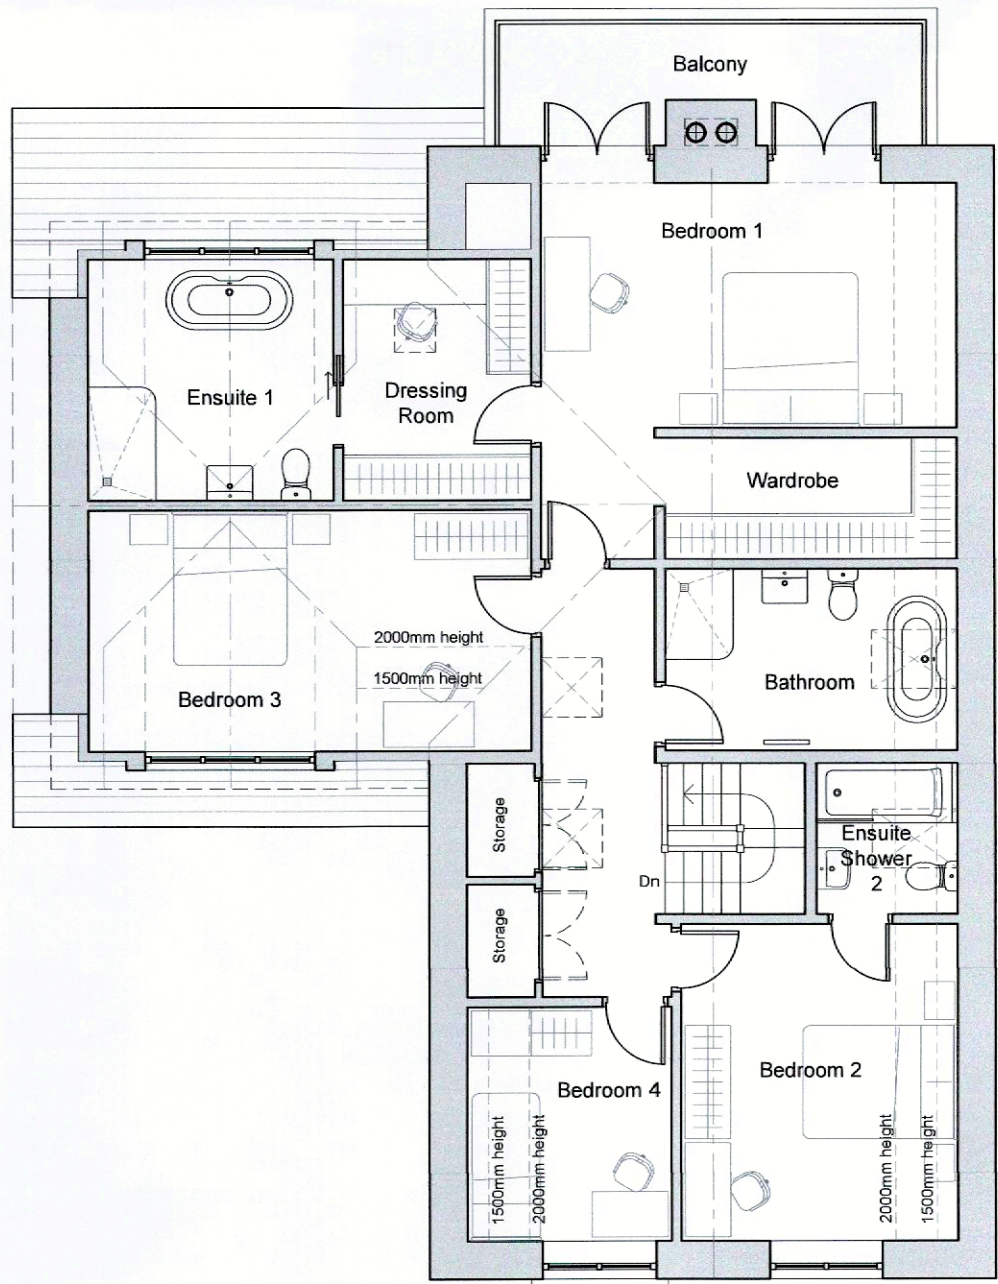 Balcony
Bedroom 1
Ensuite 1
Dressing
Room
Wardrobe
2000mm height
1500mm height
Bedroom 3
Bathroom
Storage
Ensuite
Shower
2
Dn
Storage
Bedroom 4
Bedroom 2
1500mm height
2000mm height
2000mm height
1500mm height